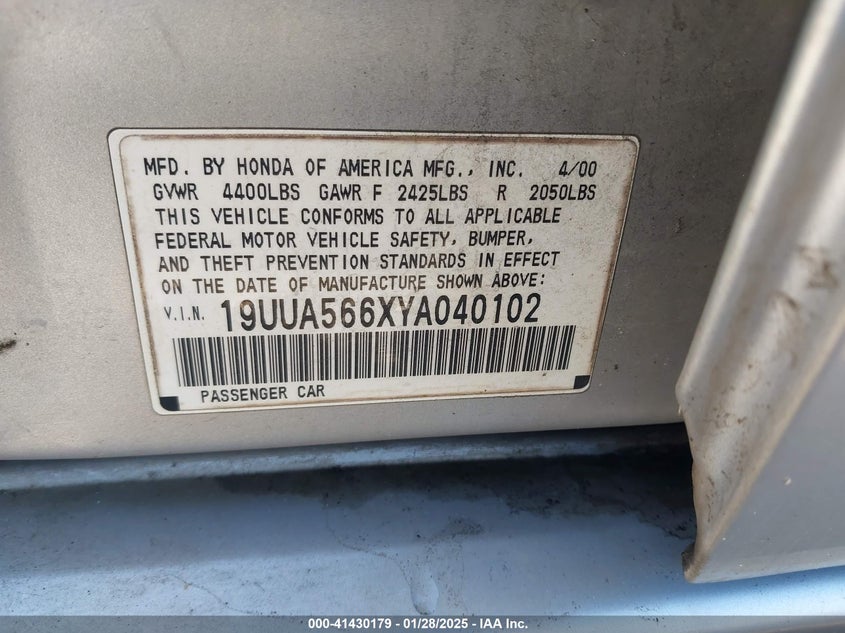 MFD. BY HONDA OF AMERICA MFG., INC. 4/00
GVWR 4400LBS GAWR F 2425LBS R 2050LBS
THIS VEHICLE CONFORMS TO ALL APPLICABLE
FEDERAL MOTOR VEHICLE SAFETY, BUMPER,
AND THEFT PREVENTION STANDARDS IN EFFECT
ON THE DATE OF MANUFACTURE SHOWN ABOVE:
V.I.N. 19UUA566XYA040102
PASSENGER CAR
000-41430179 — 01/28/2025 — IAA Inc.